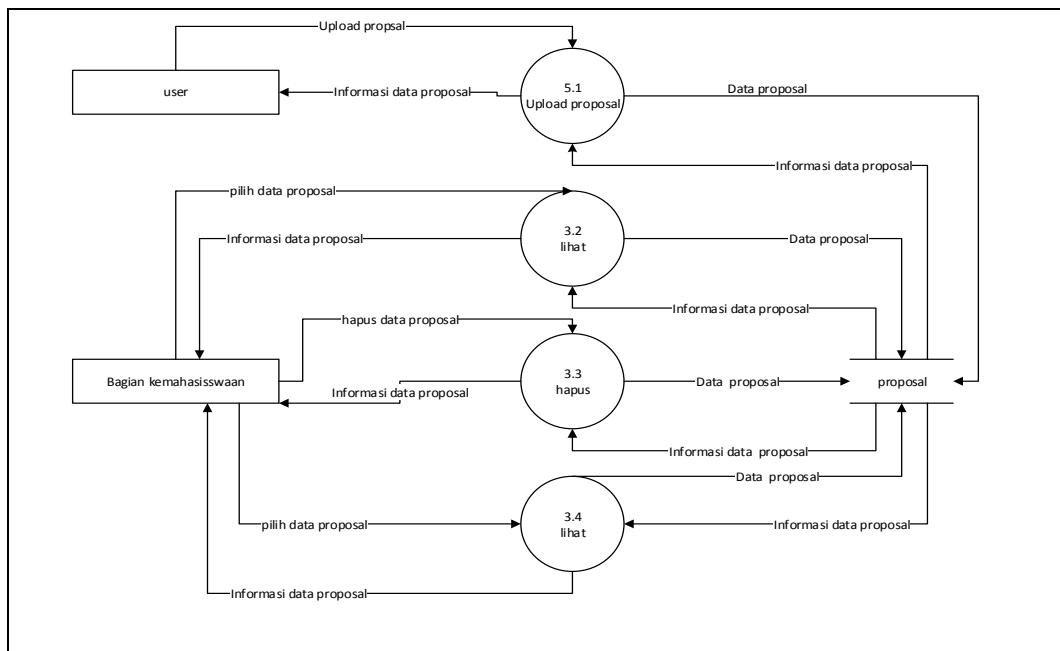 Upload propsal
user
Informasi data proposal
5.1
Upload proposal
Data proposal
Informasi data proposal
pilih data proposal
3.2
lihat
Informasi data proposal
Data proposal
Informasi data proposal
hapus data proposal
Bagian kemahasisswaan
Informasi data proposal
3.3
hapus
Data proposal
proposal
Informasi data proposal
Data proposal
pilih data proposal
3.4
lihat
Informasi data proposal
Informasi data proposal